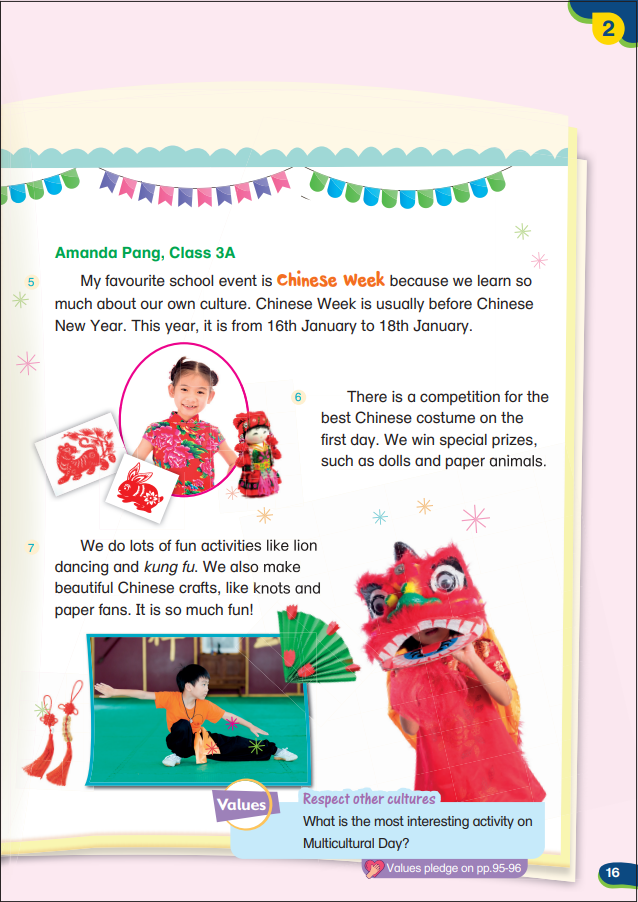 2
Amanda Pang, Class 3A
5
My favourite school event is Chinese Week because we learn so
much about our own culture. Chinese Week is usually before Chinese
New Year. This year, it is from 16th January to 18th January.
6
There is a competition for the
best Chinese costume on the
first day. We win special prizes,
such as dolls and paper animals.
7
We do lots of fun activities like lion
dancing and kung fu. We also make
beautiful Chinese crafts, like knots and
paper fans. It is so much fun!
Values
Respect other cultures
What is the most interesting activity on
Multicultural Day?
Values pledge on pp.95-96
16